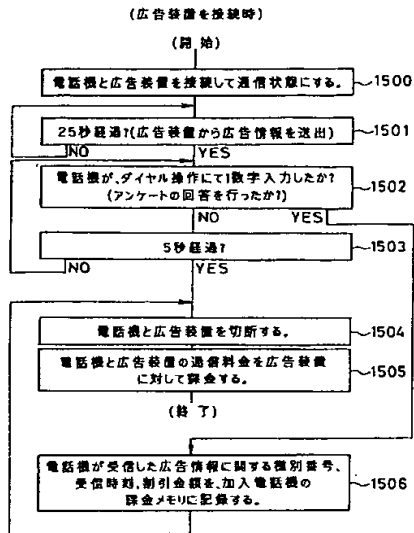 (広告装置を接続時)
(開始)
電話機と広告装置を接続して通信状態にする。
1500
25秒経過?(広告装置から広告情報を送出)
1501
NO
YES
電話機が、ダイヤル操作にて1数字入力したか?
(アンケートの回答を行ったか?)
1502
NO
YES
5秒経過?
1503
NO
YES
電話機と広告装置を切断する。
1504
電話機と広告装置の通信料金を広告装置
に対して課金する。
1505
(終了)
電話機が受信した広告情報に関する種別番号、
受信時刻、割引金額を、加入電話機の
課金メモリに記録する。
1506